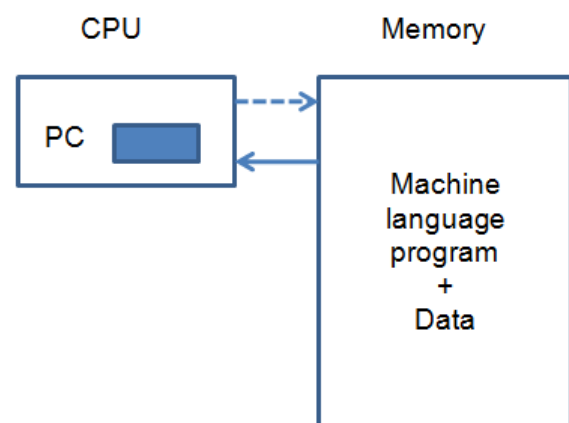 CPU
Memory
PC
Machine
language
program
+
Data